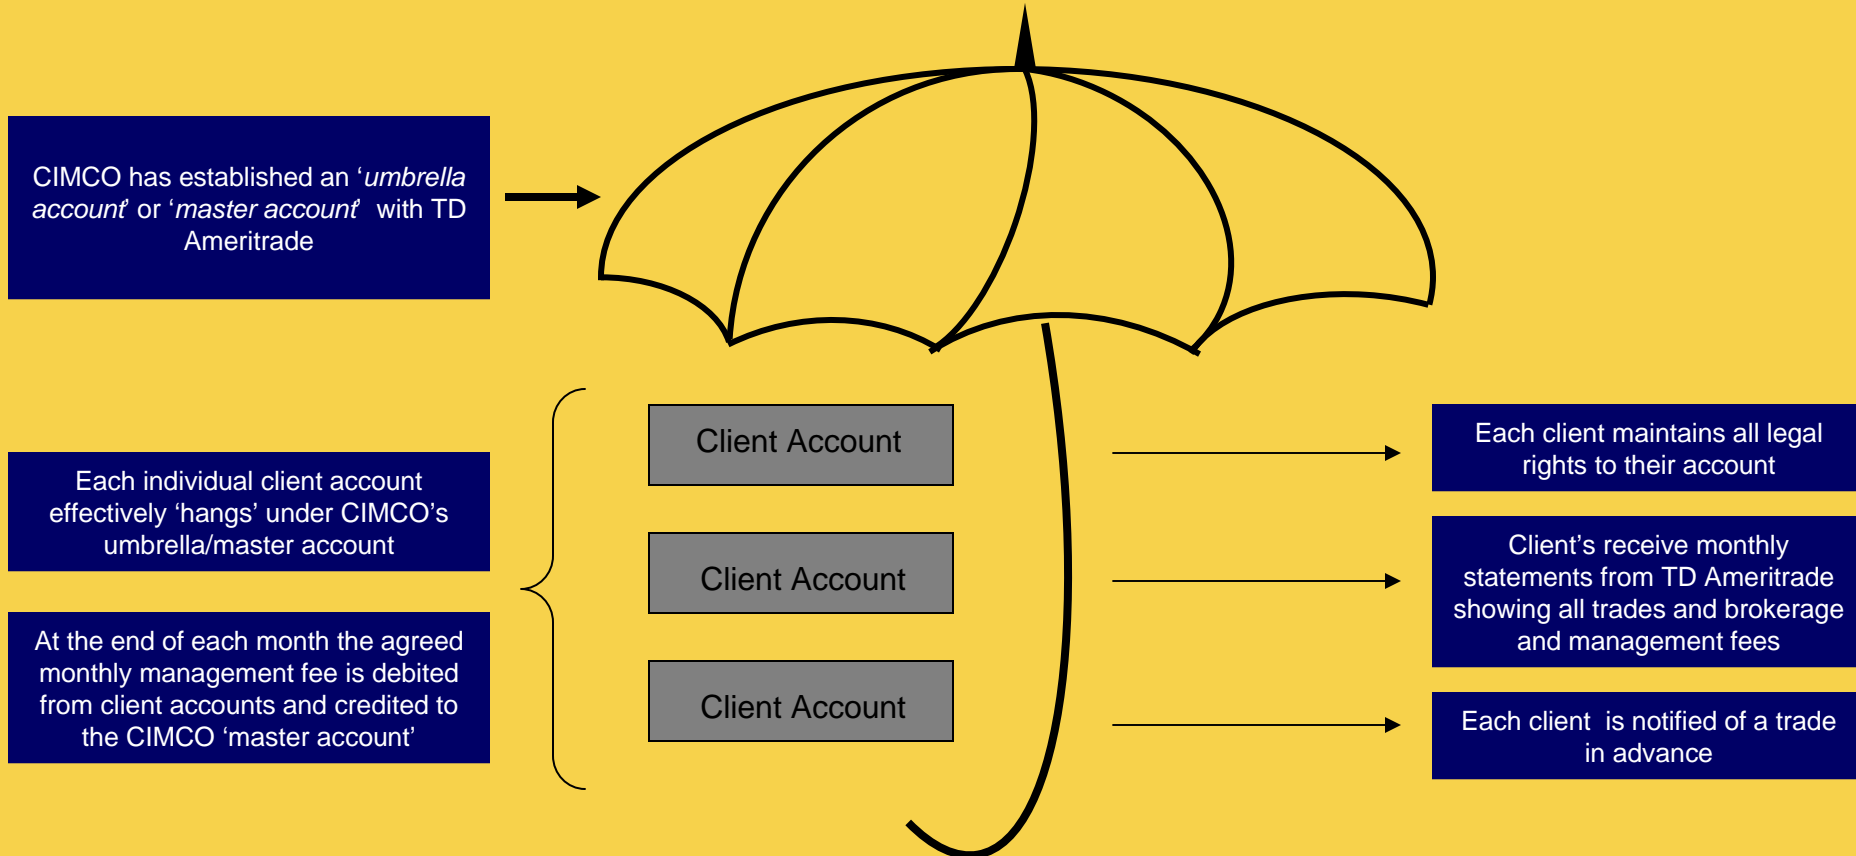 CIMCO has established an ‘umbrella
account’ or ‘master account’ with TD
Ameritrade
Each individual client account
effectively ‘hangs’ under CIMCO’s
umbrella/master account
At the end of each month the agreed
monthly management fee is debited
from client accounts and credited to
the CIMCO ‘master account’
Client Account
Client Account
Client Account
Each client maintains all legal
rights to their account
Client’s receive monthly
statements from TD Ameritrade
showing all trades and brokerage
and management fees
Each client is notified of a trade
in advance